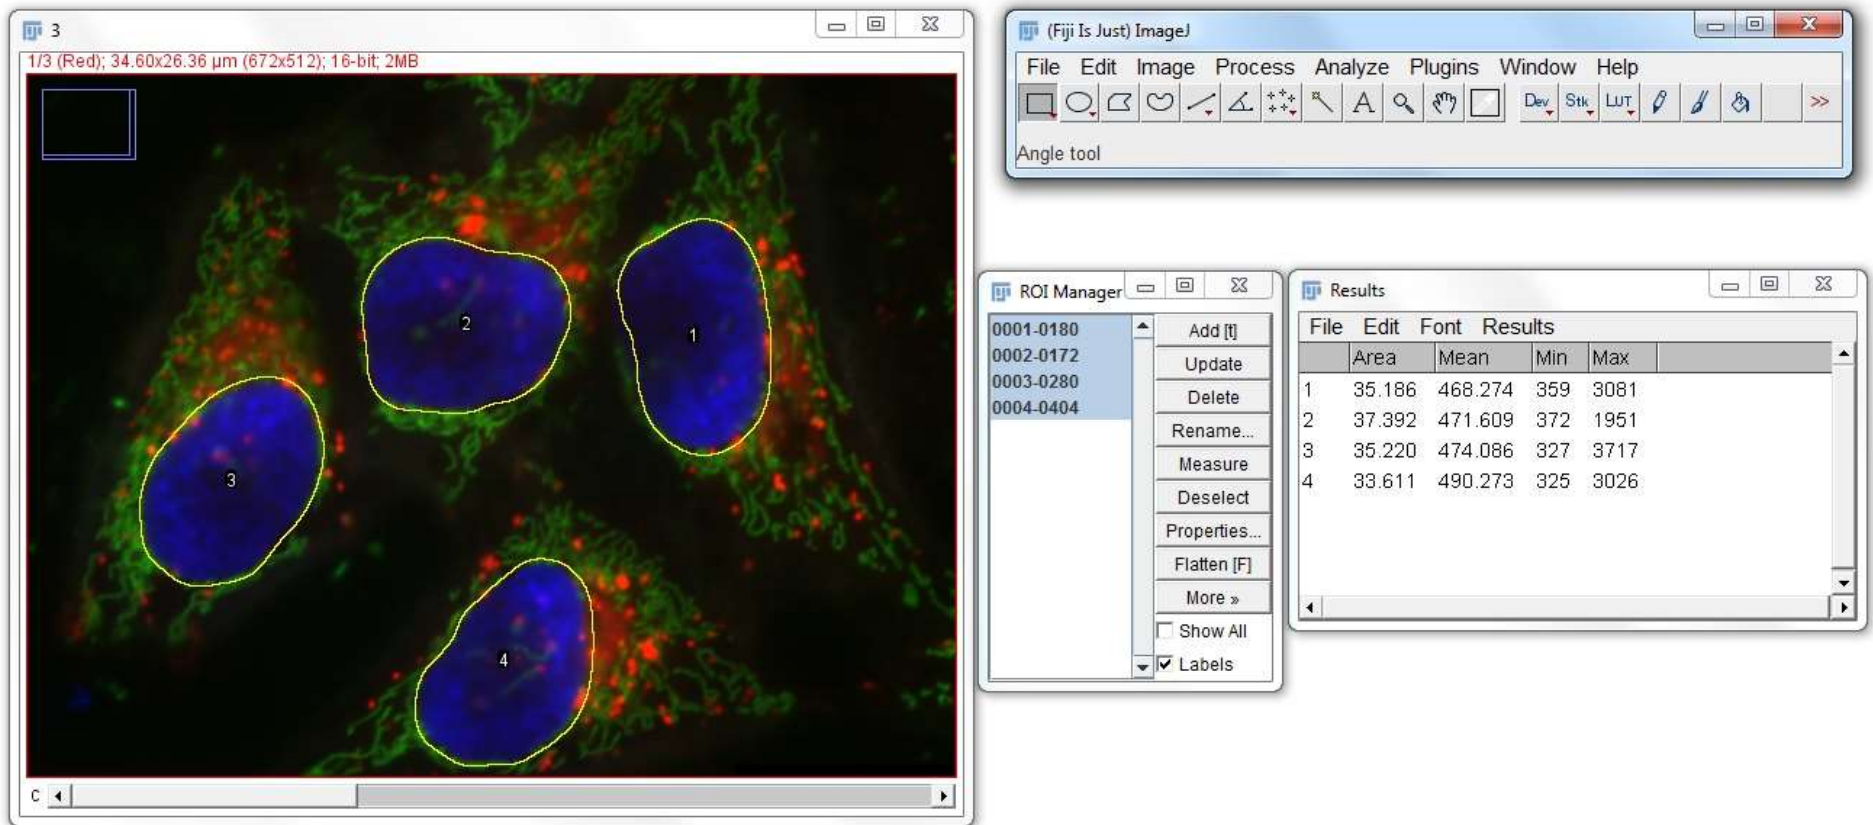 3
1/3 (Red); 34.60x26.36 µm (672x512); 16-bit; 2MB
2
1
3
4
C
(Fiji Is Just) ImageJ
File Edit Image Process Analyze Plugins Window Help
A Dev Stk LUT >>
Angle tool
ROI Manager
0001-0180
0002-0172
0003-0280
0004-0404
Add [t]
Update
Delete
Rename...
Measure
Deselect
Properties...
Flatten [F]
More »
Show All
Labels
Results
File Edit Font Results
Area Mean Min Max
1 35.186 468.274 359 3081
2 37.392 471.609 372 1951
3 35.220 474.086 327 3717
4 33.611 490.273 325 3026